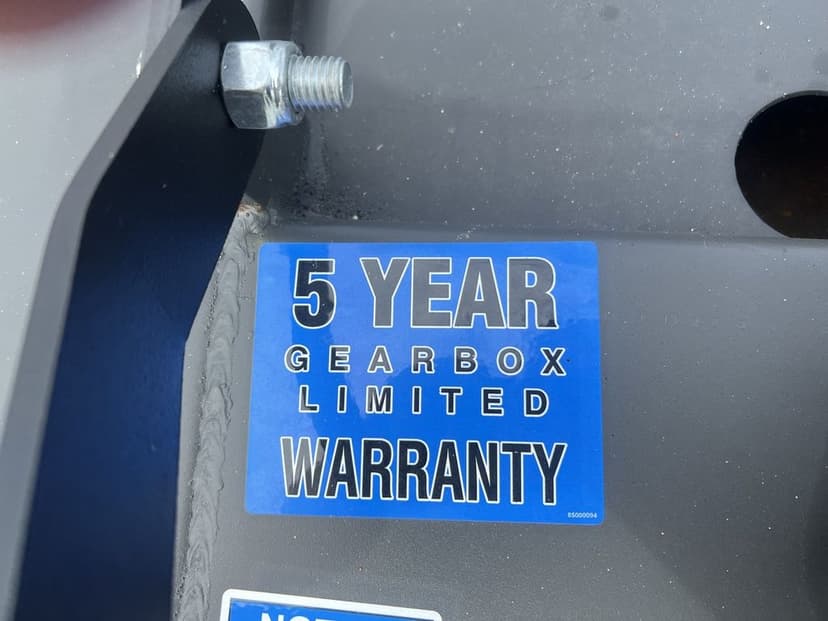 5 YEAR
GEARBOX
LIMITED
WARRANTY
85000094